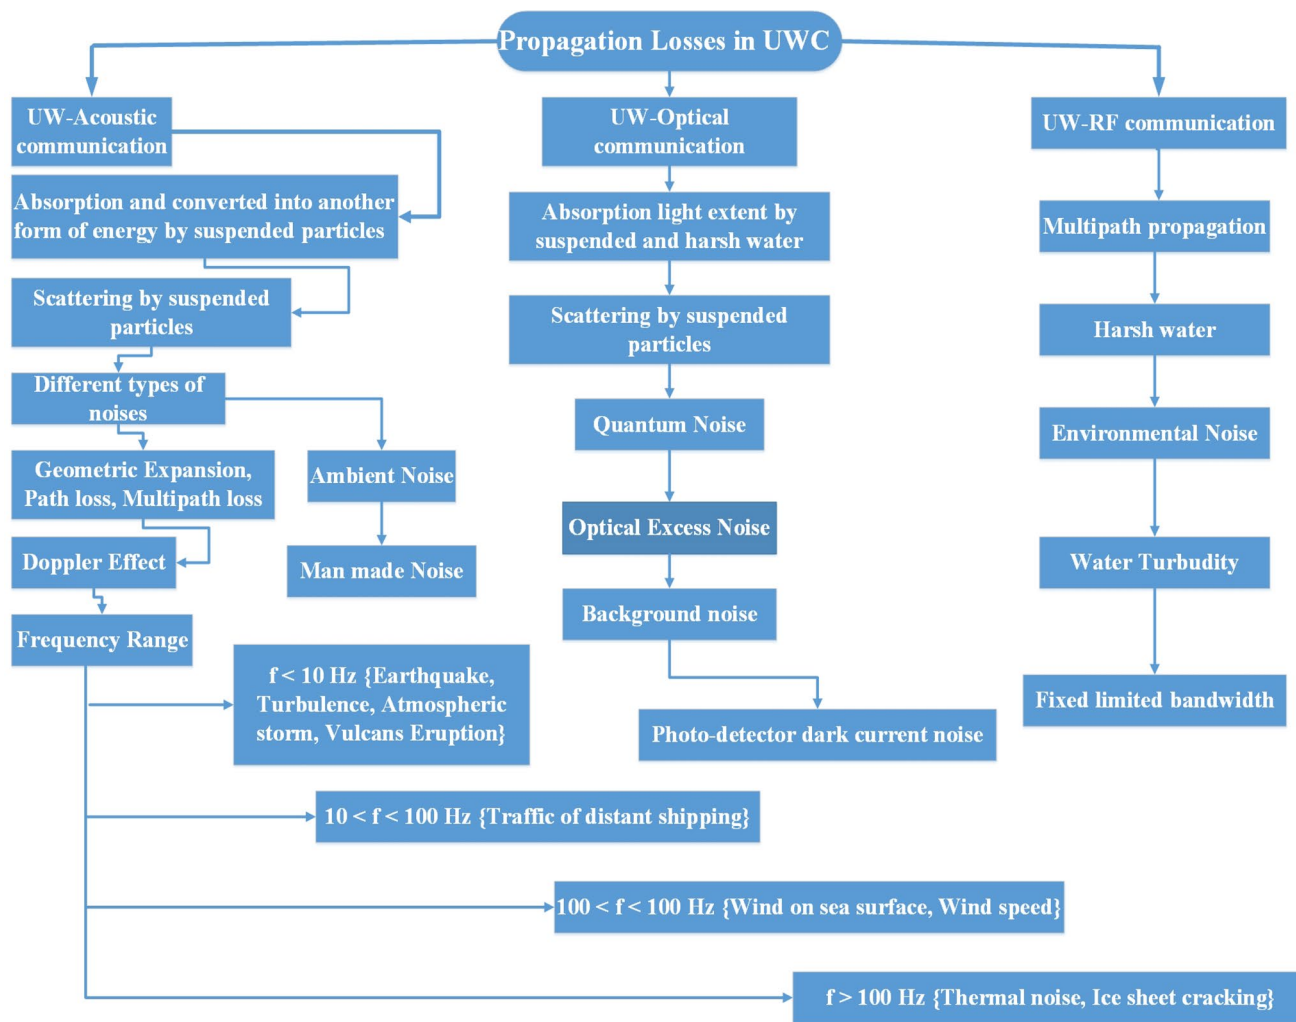 Propagation Losses in UWC
UW-Acoustic
communication
Absorption and converted into another
form of energy by suspended particles
Scattering by suspended
particles
Different types of
noises
Geometric Expansion,
Path loss, Multipath loss
Ambient Noise
Man made Noise
Doppler Effect
Frequency Range
f < 10 Hz {Earthquake,
Turbulence, Atmospheric
storm, Vulcans Eruption}
10 < f < 100 Hz {Traffic of distant shipping}
100 < f < 100 Hz {Wind on sea surface, Wind speed}
f > 100 Hz {Thermal noise, Ice sheet cracking}
UW-Optical
communication
Absorption light extent by
suspended and harsh water
Scattering by suspended
particles
Quantum Noise
Optical Excess Noise
Background noise
Photo-detector dark current noise
UW-RF communication
Multipath propagation
Harsh water
Environmental Noise
Water Turbudity
Fixed limited bandwidth